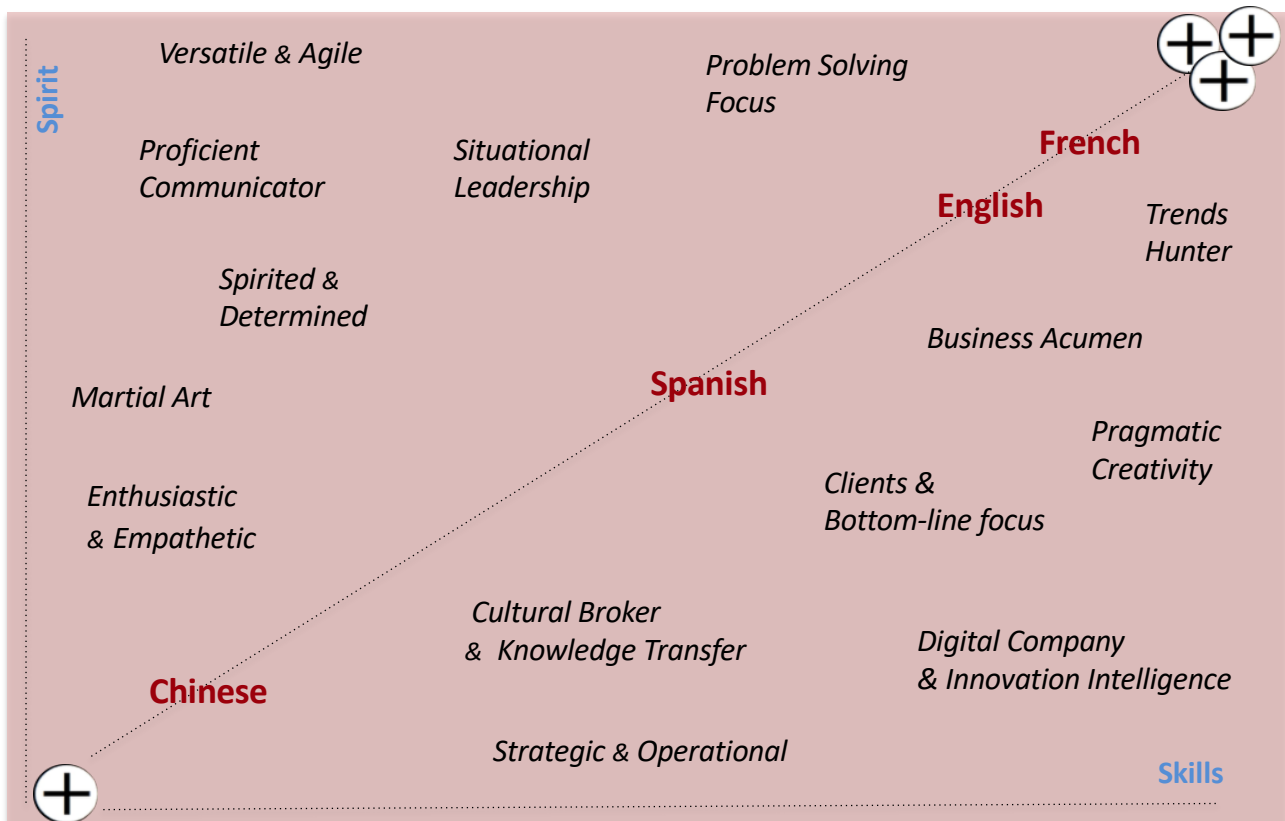 Versatile & Agile
Spirit
Problem Solving
Focus
French
Proficient
Communicator
Situational
Leadership
English
Trends
Hunter
Spirited &
Determined
Business Acumen
Spanish
Martial Art
Pragmatic
Creativity
Enthusiastic
& Empathetic
Clients &
Bottom-line focus
Cultural Broker
& Knowledge Transfer
Digital Company
& Innovation Intelligence
Chinese
Strategic & Operational
Skills